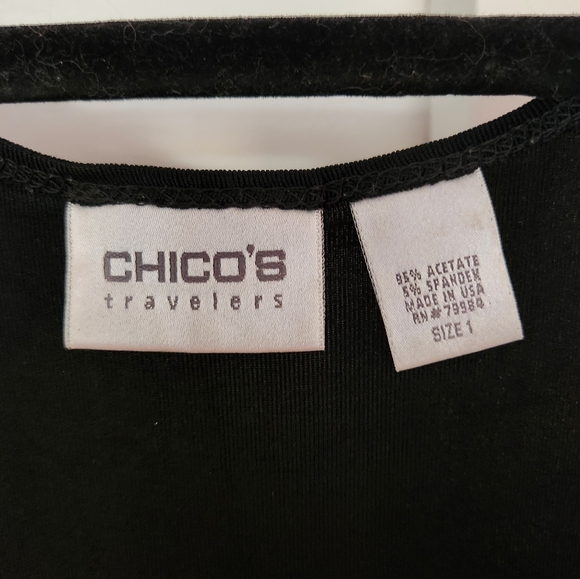 CHICO'S
travelers
95% ACETATE
5% SPANDEX
MADE IN USA
RN# 79984
SIZE 1